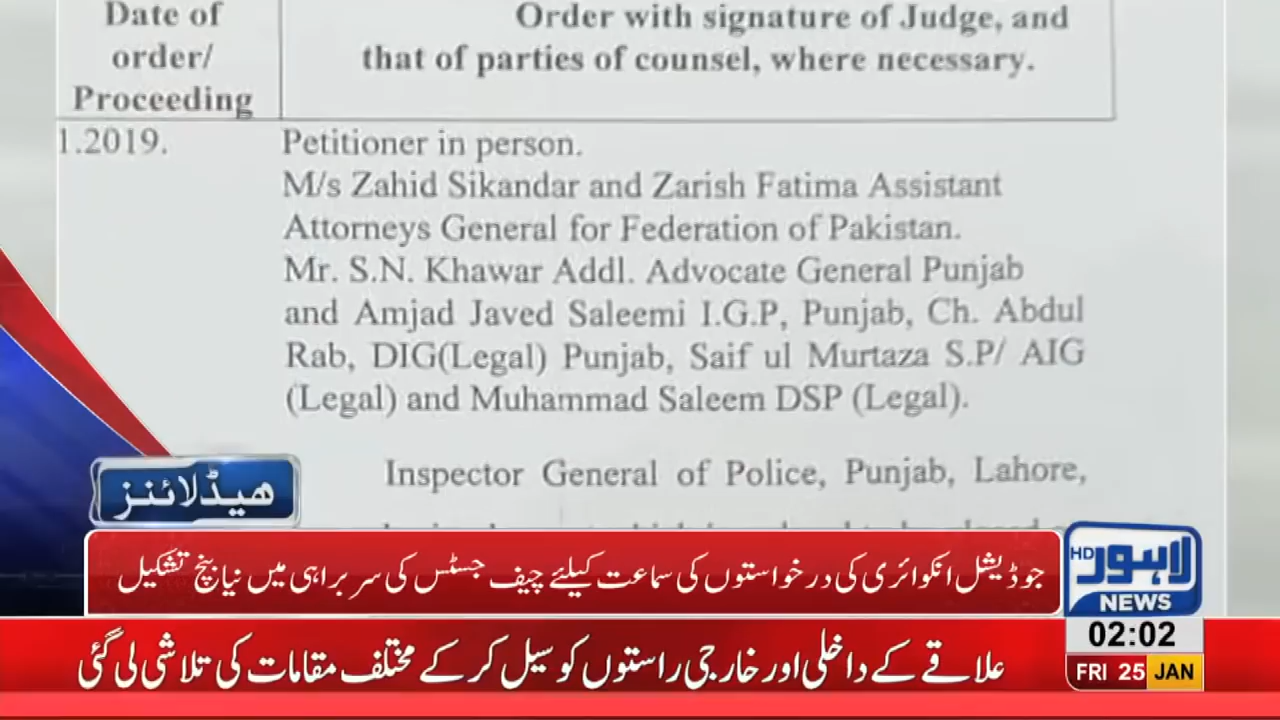 Date of
order/
Proceeding
Order with signature of Judge, and
that of parties of counsel, where necessary.
1.2019.
Petitioner in person.
M/s Zahid Sikandar and Zarish Fatima Assistant
Attorneys General for Federation of Pakistan.
Mr. S.N. Khawar Addl. Advocate General Punjab
and Amjad Javed Saleemi I.G.P, Punjab, Ch. Abdul
Rab, DIG(Legal) Punjab, Saif ul Murtaza S.P/ AIG
(Legal) and Muhammad Saleem DSP (Legal).
Inspector General of Police, Punjab, Lahore,
ہیڈلائنز
جوڈیشل انکوائری کی درخواستوں کی سماعت کیلئے چیف جسٹس کی سربراہی میں نیا بنچ تشکیل
لاہور HD
NEWS
علاقے کے داخلی اور خارجی راستوں کو سیل کر کے مختلف مقامات کی تلاشی لی گئی
02:02
FRI 25 JAN